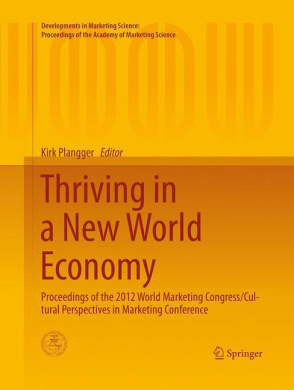 Developments in Marketing Science:
Proceedings of the Academy of Marketing Science
Kirk Plangger Editor
Thriving in
a New World
Economy
Proceedings of the 2012 World Marketing Congress/Cul-
tural Perspectives in Marketing Conference
Springer